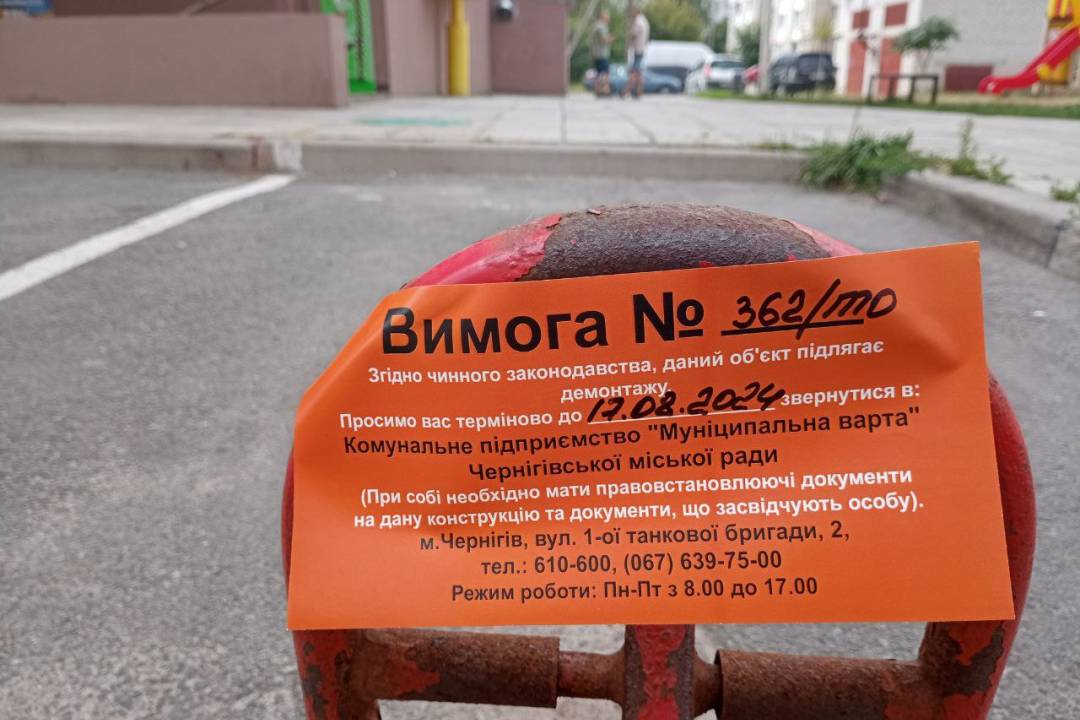 Вимога № 362/то
Згідно чинного законодавства, даний об'єкт підлягає
демонтажу.
Просимо вас терміново до 17.08.2024 звернутися в:
Комунальне підприємство "Муніципальна варта"
Чернігівської міської ради
(При собі необхідно мати правовстановлюючі документи
на дану конструкцію та документи, що засвідчують особу).
м.Чернігів, вул. 1-ої танкової бригади, 2,
тел.: 610-600, (067) 639-75-00
Режим роботи: Пн-Пт з 8.00 до 17.00